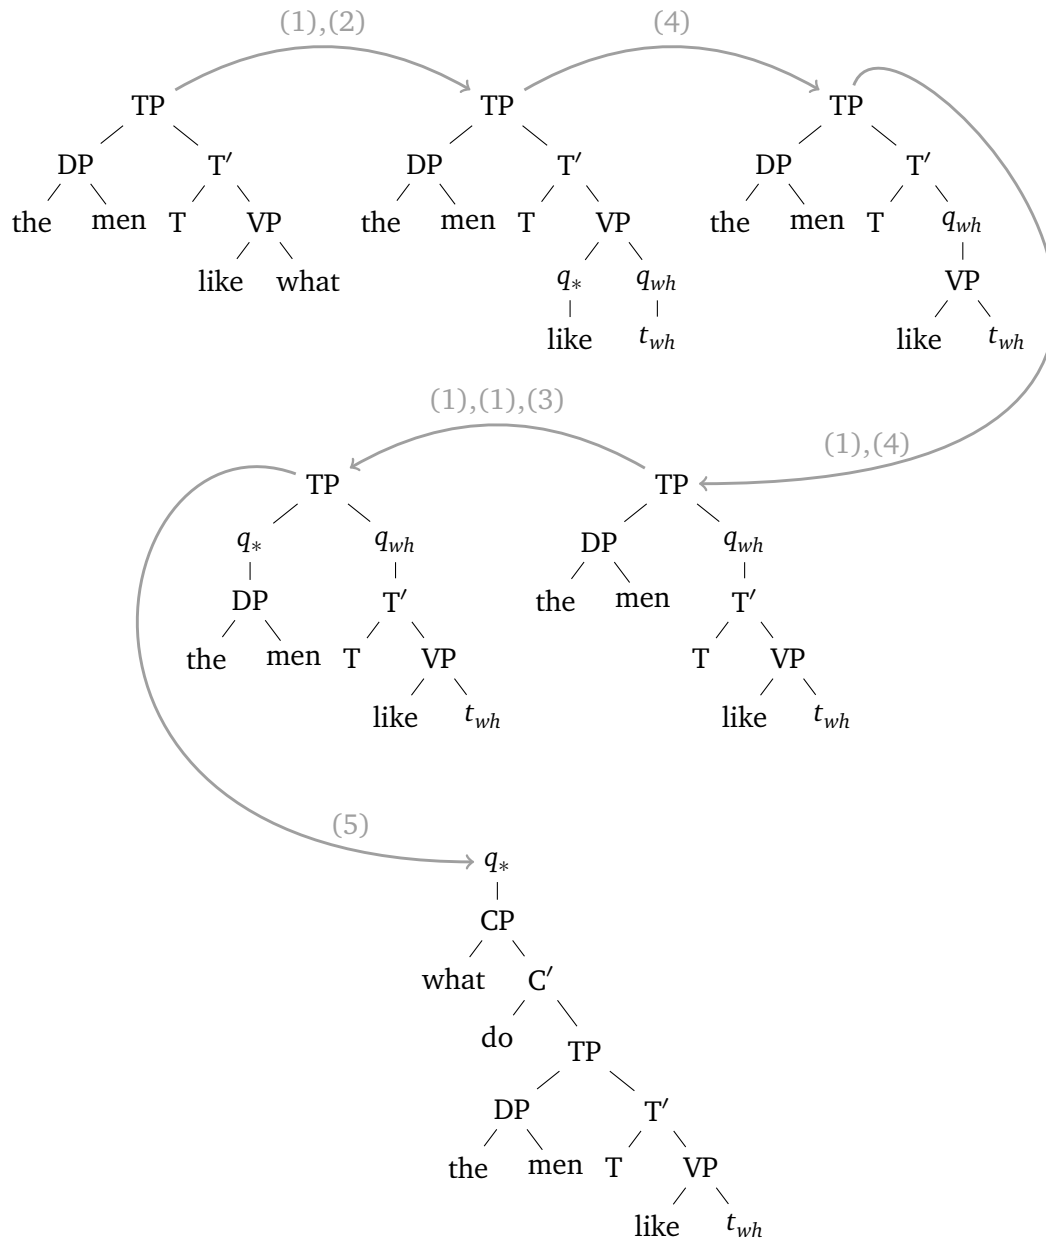 (1),(2) (4)
TP TP TP
DP T′ DP T′ DP T′
the men T VP the men T VP the men T q_wh
like what q_* q_wh VP
like t_wh like t_wh
(1),(1),(3)
(1),(4)
TP TP
q_* q_wh DP q_wh
DP T′ the men T′
the men T VP T VP
like t_wh like t_wh
(5)
q_*
CP
what C′
do TP
DP T′
the men T VP
like t_wh